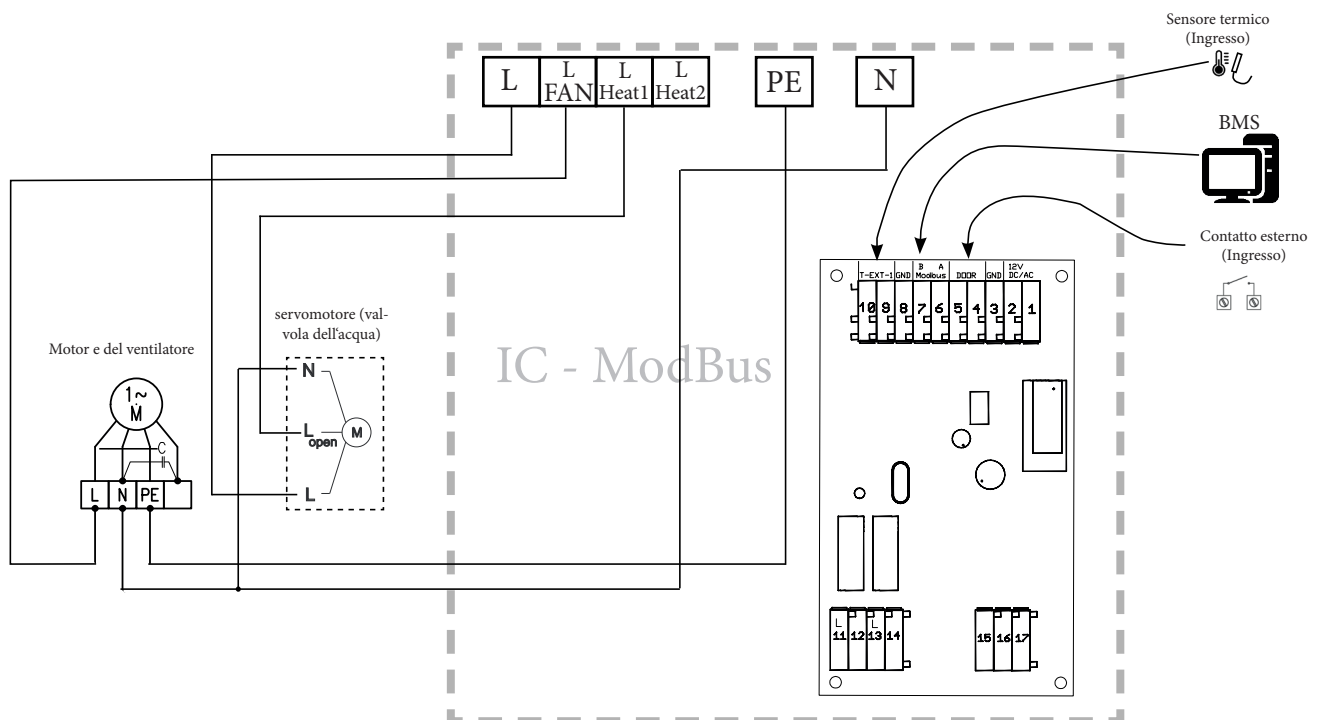 Sensore termico
(Ingresso)
L
L
FAN
L
Heat1
L
Heat2
PE
N
BMS
Contatto esterno
(Ingresso)
T-EXT-1 GND B A Modbus DOOR GND 12V DC/AC
10 9 8 7 6 5 4 3 2 1
servomotore (val-
vola dell'acqua)
Motor e del ventilatore
IC - ModBus
N
1~
M
L
open
M
C
L
L N PE
L L
11 12 13 14
15 16 17